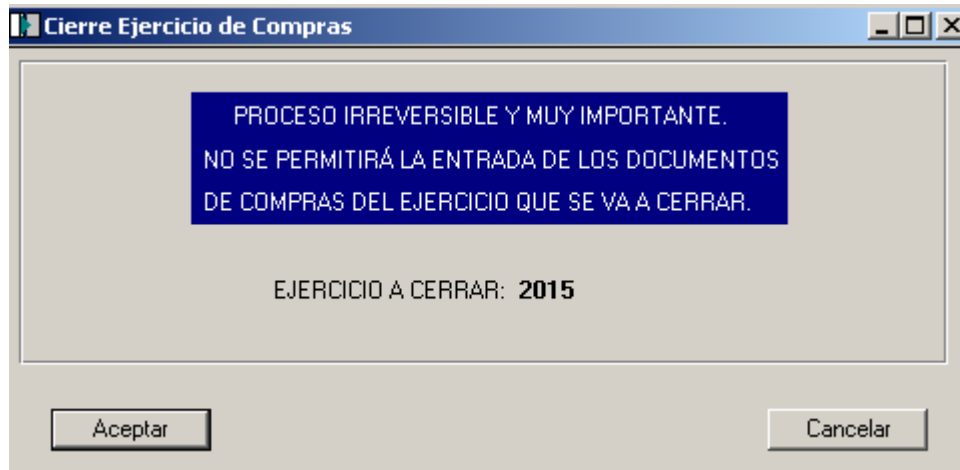 Cierre Ejercicio de Compras
PROCESO IRREVERSIBLE Y MUY IMPORTANTE.
NO SE PERMITIRÁ LA ENTRADA DE LOS DOCUMENTOS
DE COMPRAS DEL EJERCICIO QUE SE VA A CERRAR.
EJERCICIO A CERRAR: 2015
Aceptar Cancelar